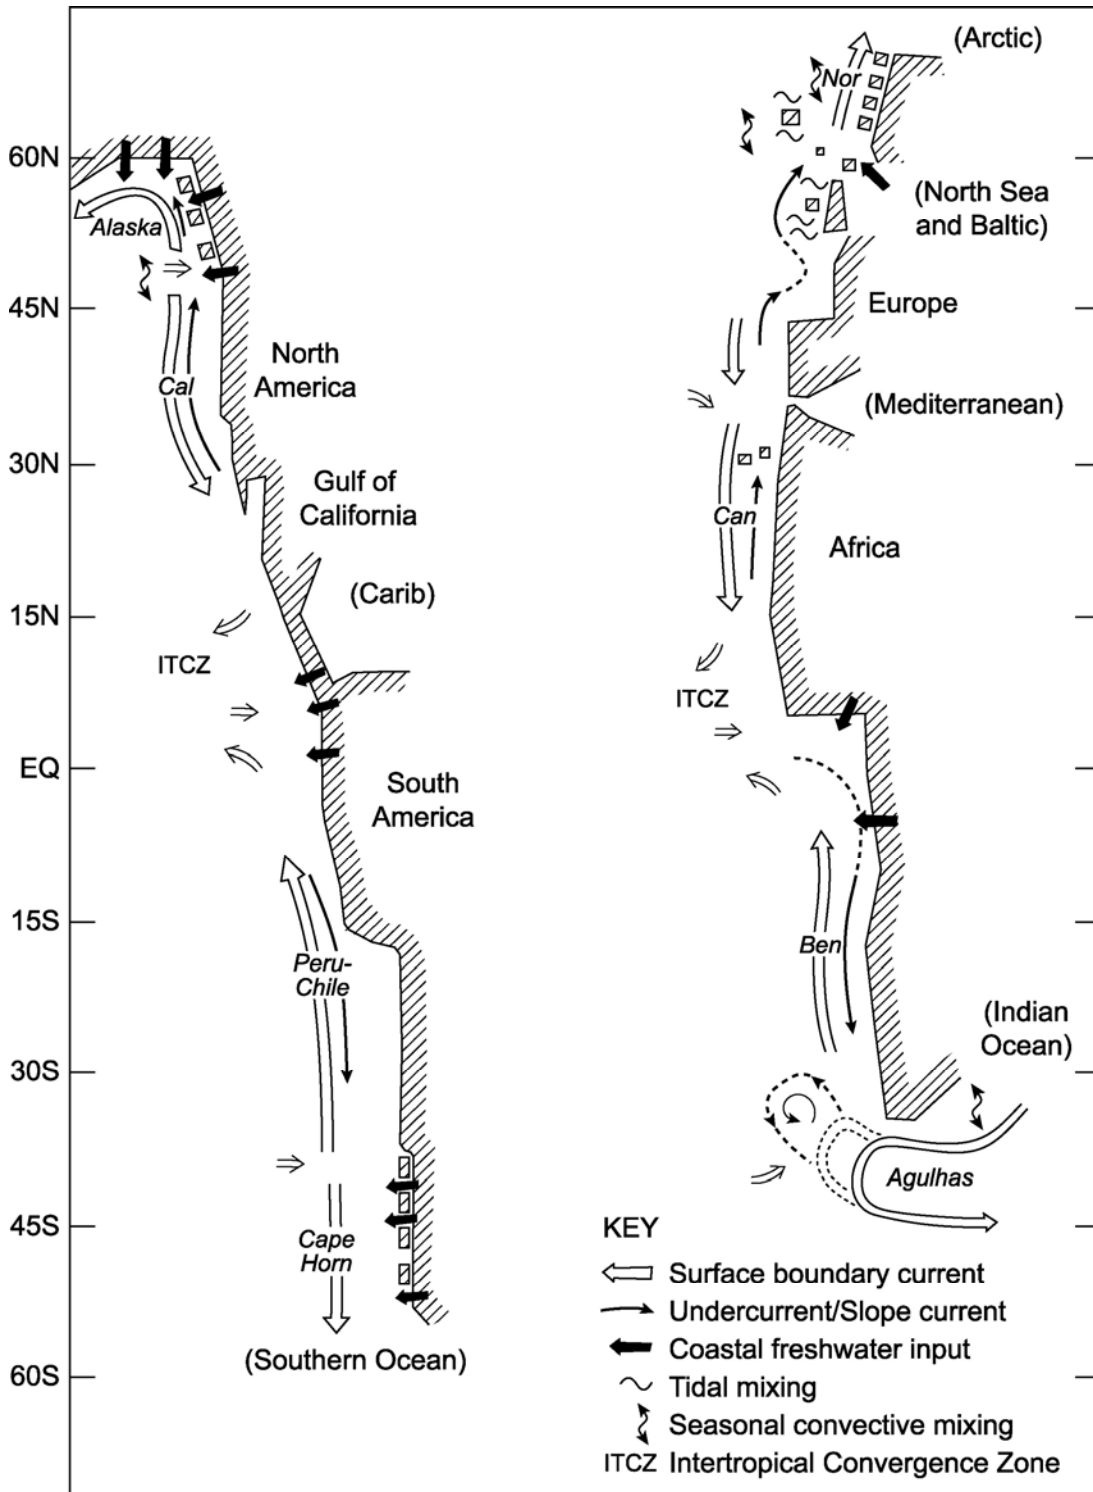 60N
45N
30N
15N
EQ
15S
30S
45S
60S
Alaska
Cal
North
America
Gulf of
California
(Carib)
ITCZ
South
America
Peru-
Chile
Cape
Horn
(Southern Ocean)
(Arctic)
Nor
(North Sea
and Baltic)
Europe
(Mediterranean)
Can
Africa
ITCZ
Ben
(Indian
Ocean)
Agulhas
KEY
Surface boundary current
Undercurrent/Slope current
Coastal freshwater input
Tidal mixing
Seasonal convective mixing
ITCZ Intertropical Convergence Zone